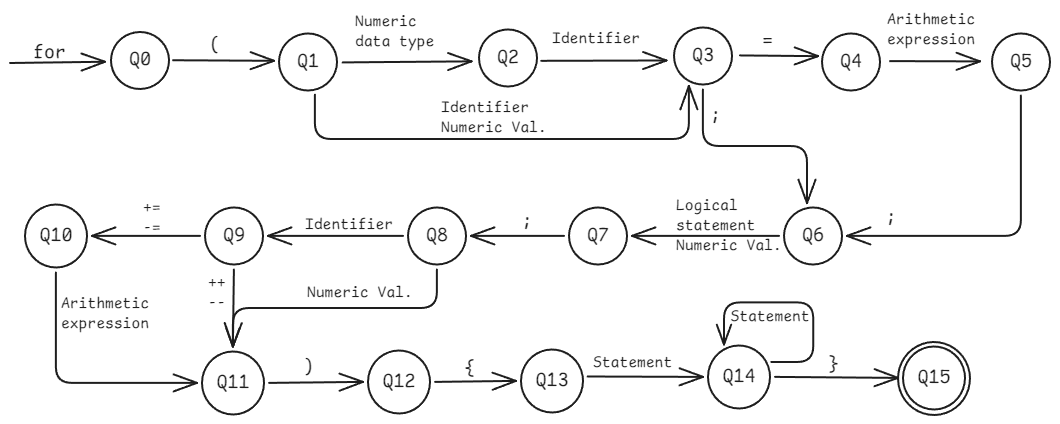 for
Q0
(
Q1
Numeric
data type
Q2
Identifier
Q3
=
Q4
Arithmetic
expression
Q5
Identifier
Numeric Val.
;
Q10
+=
-=
Q9
Identifier
Q8
;
Q7
Logical
statement
Numeric Val.
Q6
;
Arithmetic
expression
++
--
Numeric Val.
Q11
)
Q12
{
Q13
Statement
Q14
Statement
}
Q15